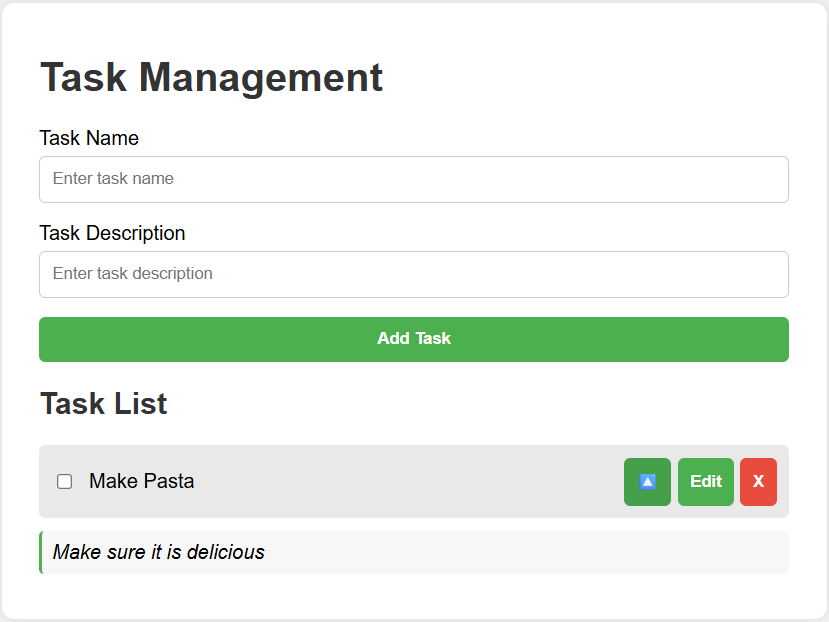 Task Management
Task Name
Enter task name
Task Description
Enter task description
Add Task
Task List
Make Pasta 🔼 Edit X
Make sure it is delicious